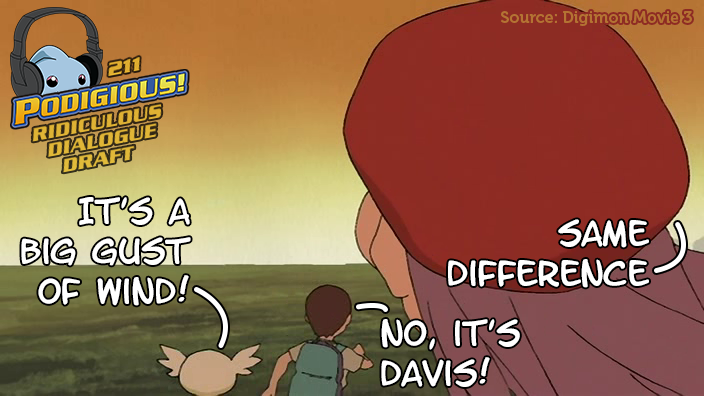 Source: Digimon Movie 3
211
PODIGIOUS!
RIDICULOUS
DIALOGUE
DRAFT
IT'S A
BIG GUST
OF WIND!
NO, IT'S
DAVIS!
SAME
DIFFERENCE